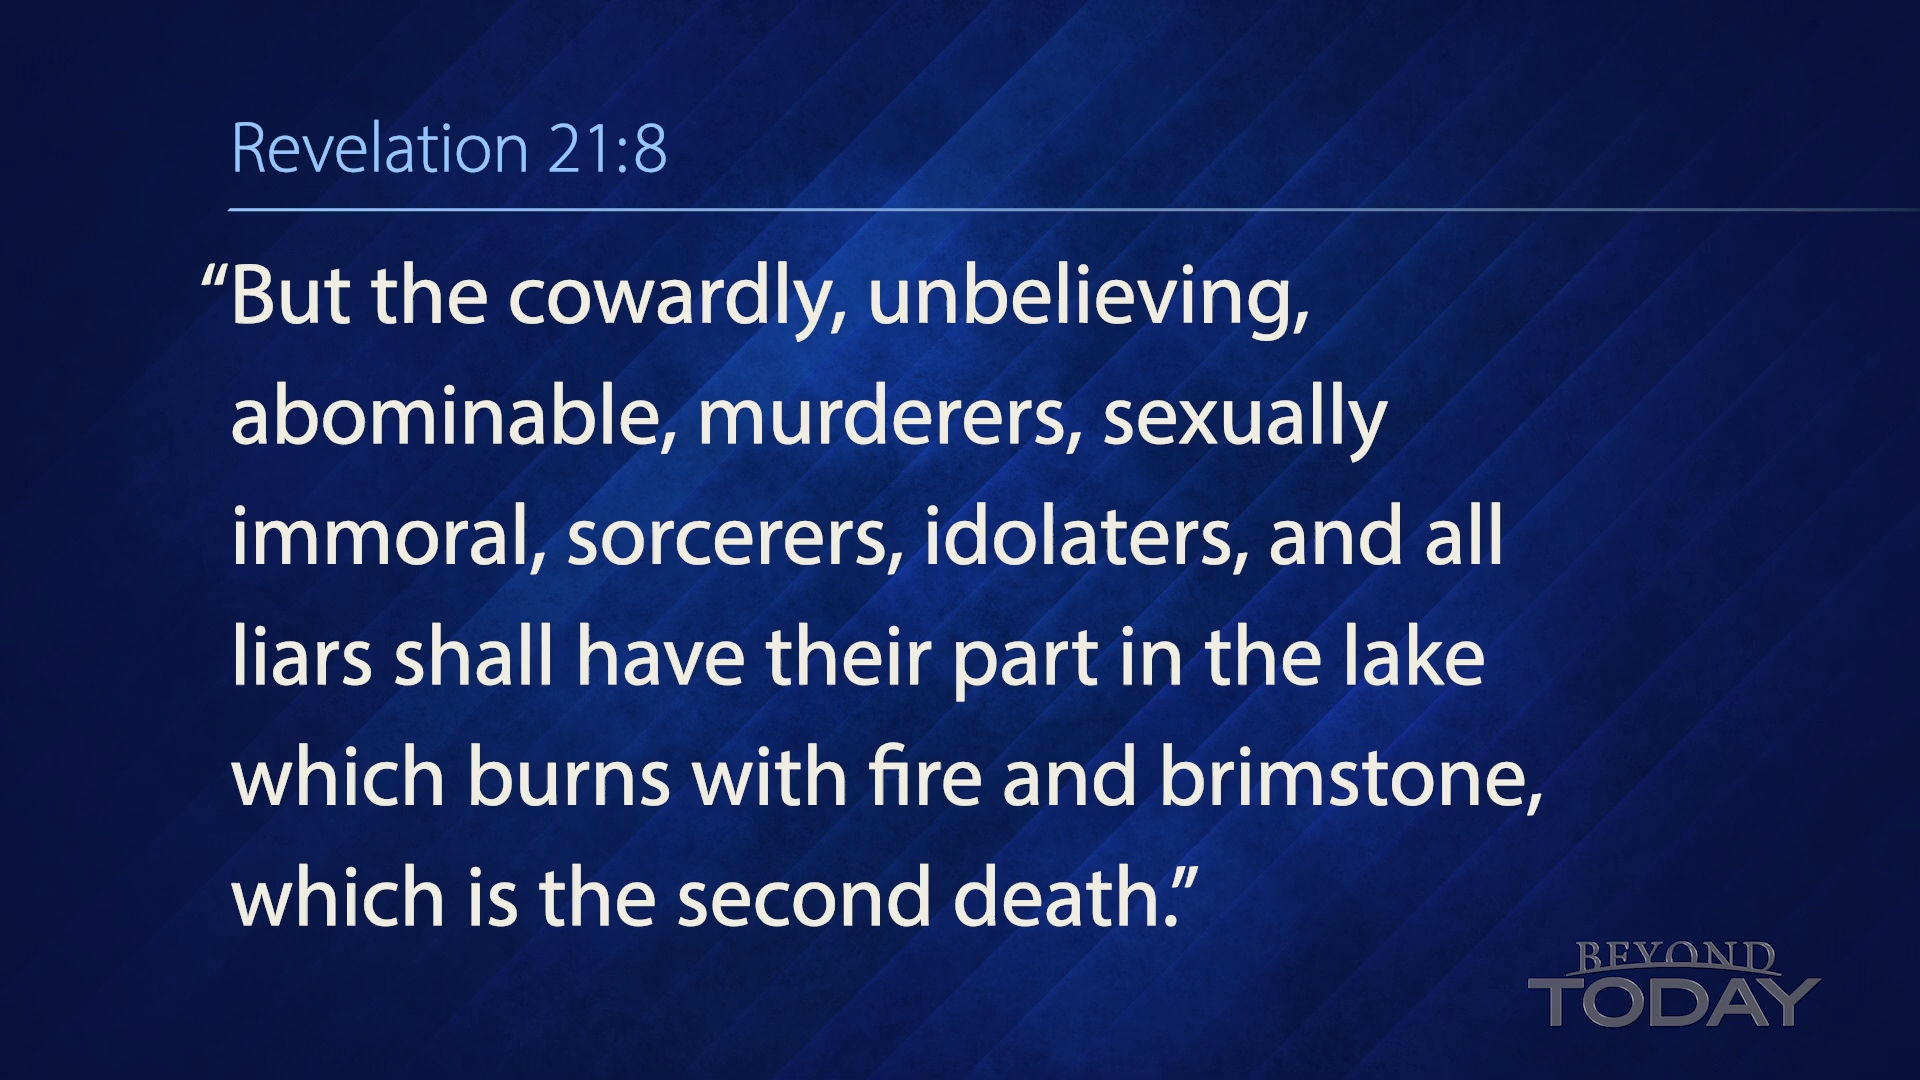 Revelation 21:8
“But the cowardly, unbelieving,
abominable, murderers, sexually
immoral, sorcerers, idolaters, and all
liars shall have their part in the lake
which burns with fire and brimstone,
which is the second death.”
BEYOND
TODAY